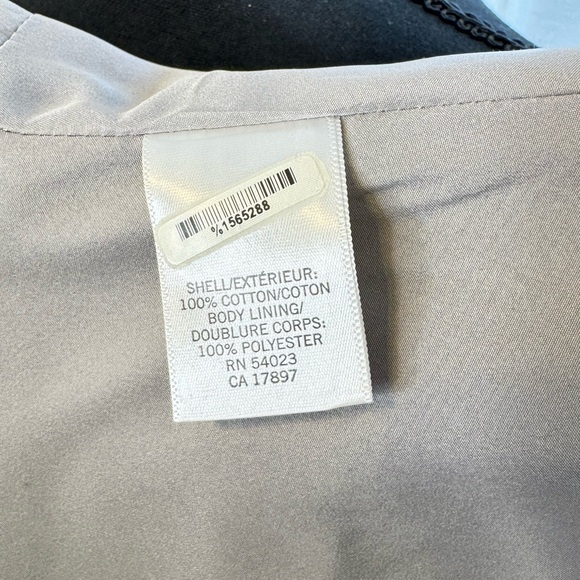 %1565288
SHELL/EXTÉRIEUR:
100% COTTON/COTON
BODY LINING/
DOUBLURE CORPS:
100% POLYESTER
RN 54023
CA 17897